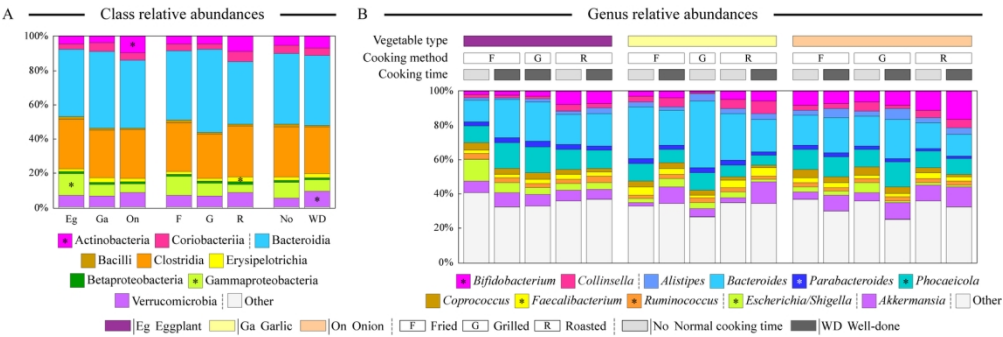 A Class relative abundances
B Genus relative abundances
Vegetable type
Cooking method F G R F G R F G R
Cooking time
100%
80%
60%
40%
20%
0%
Eg Ga On F G R No WD
100%
80%
60%
40%
20%
0%
* Actinobacteria Coriobacteriia Bacteroidia
Bacilli Clostridia Erysipelotrichia
Betaproteobacteria * Gammaproteobacteria
Verrucomicrobia Other
* Bifidobacterium Collinsella Alistipes Bacteroides * Parabacteroides * Phocaeicola
Coprococcus * Faecalibacterium * Ruminococcus * Escherichia/Shigella Akkermansia Other
Eg Eggplant Ga Garlic On Onion F Fried G Grilled R Roasted No Normal cooking time WD Well-done